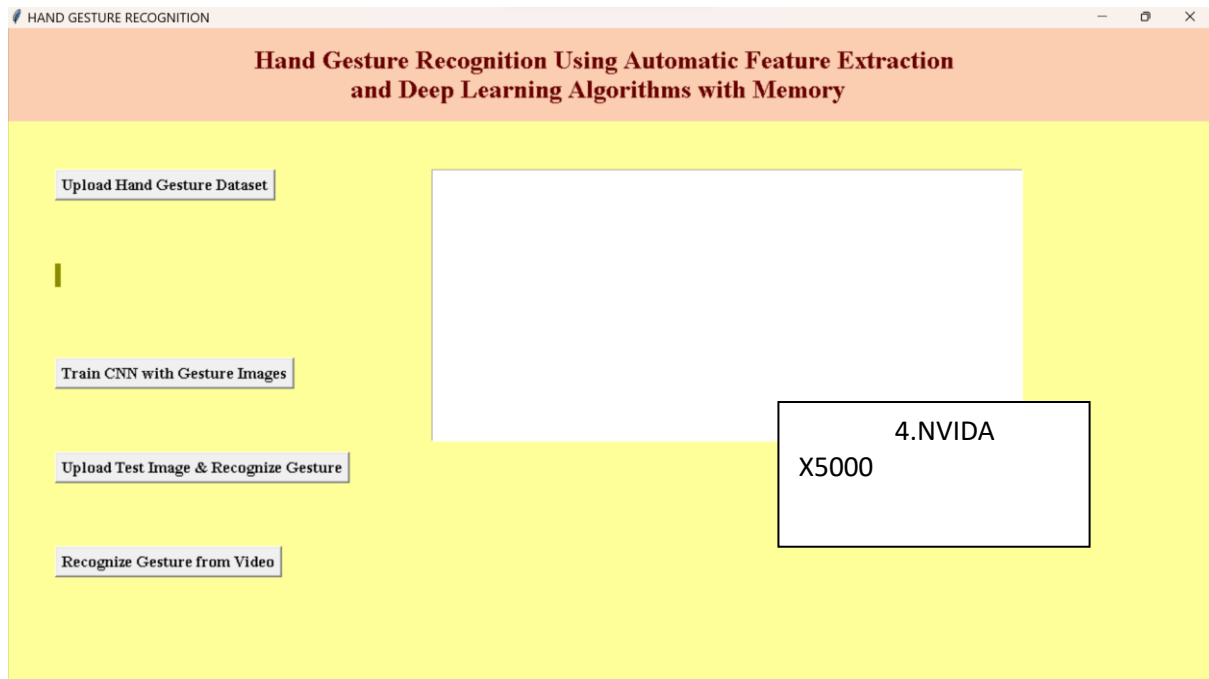 HAND GESTURE RECOGNITION
Hand Gesture Recognition Using Automatic Feature Extraction
and Deep Learning Algorithms with Memory
Upload Hand Gesture Dataset
Train CNN with Gesture Images
4.NVIDA
X5000
Upload Test Image & Recognize Gesture
Recognize Gesture from Video